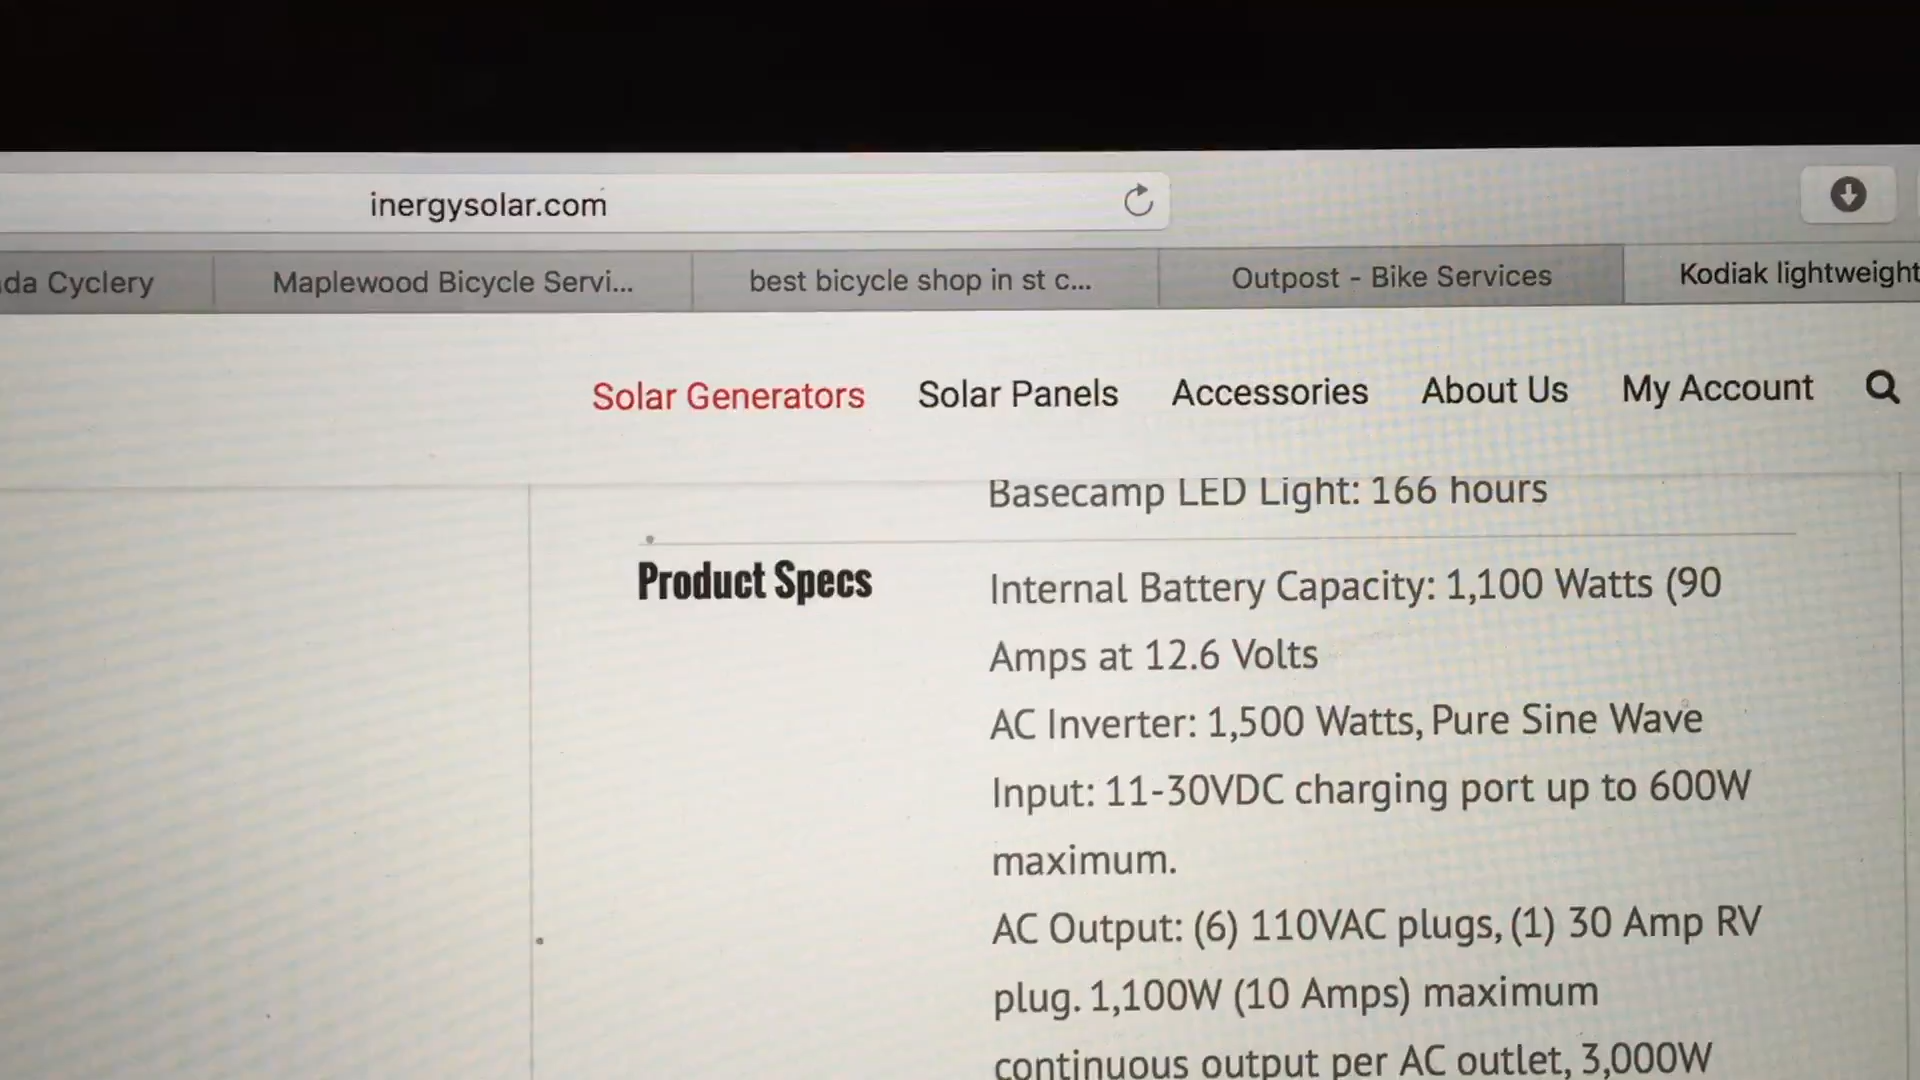 inergysolar.com
da Cyclery
Maplewood Bicycle Servi...
best bicycle shop in st c...
Outpost - Bike Services
Kodiak lightweight
Solar Generators
Solar Panels
Accessories
About Us
My Account
Basecamp LED Light: 166 hours
Product Specs
Internal Battery Capacity: 1,100 Watts (90
Amps at 12.6 Volts
AC Inverter: 1,500 Watts, Pure Sine Wave
Input: 11-30VDC charging port up to 600W
maximum.
AC Output: (6) 110VAC plugs, (1) 30 Amp RV
plug. 1,100W (10 Amps) maximum
continuous output per AC outlet, 3,000W